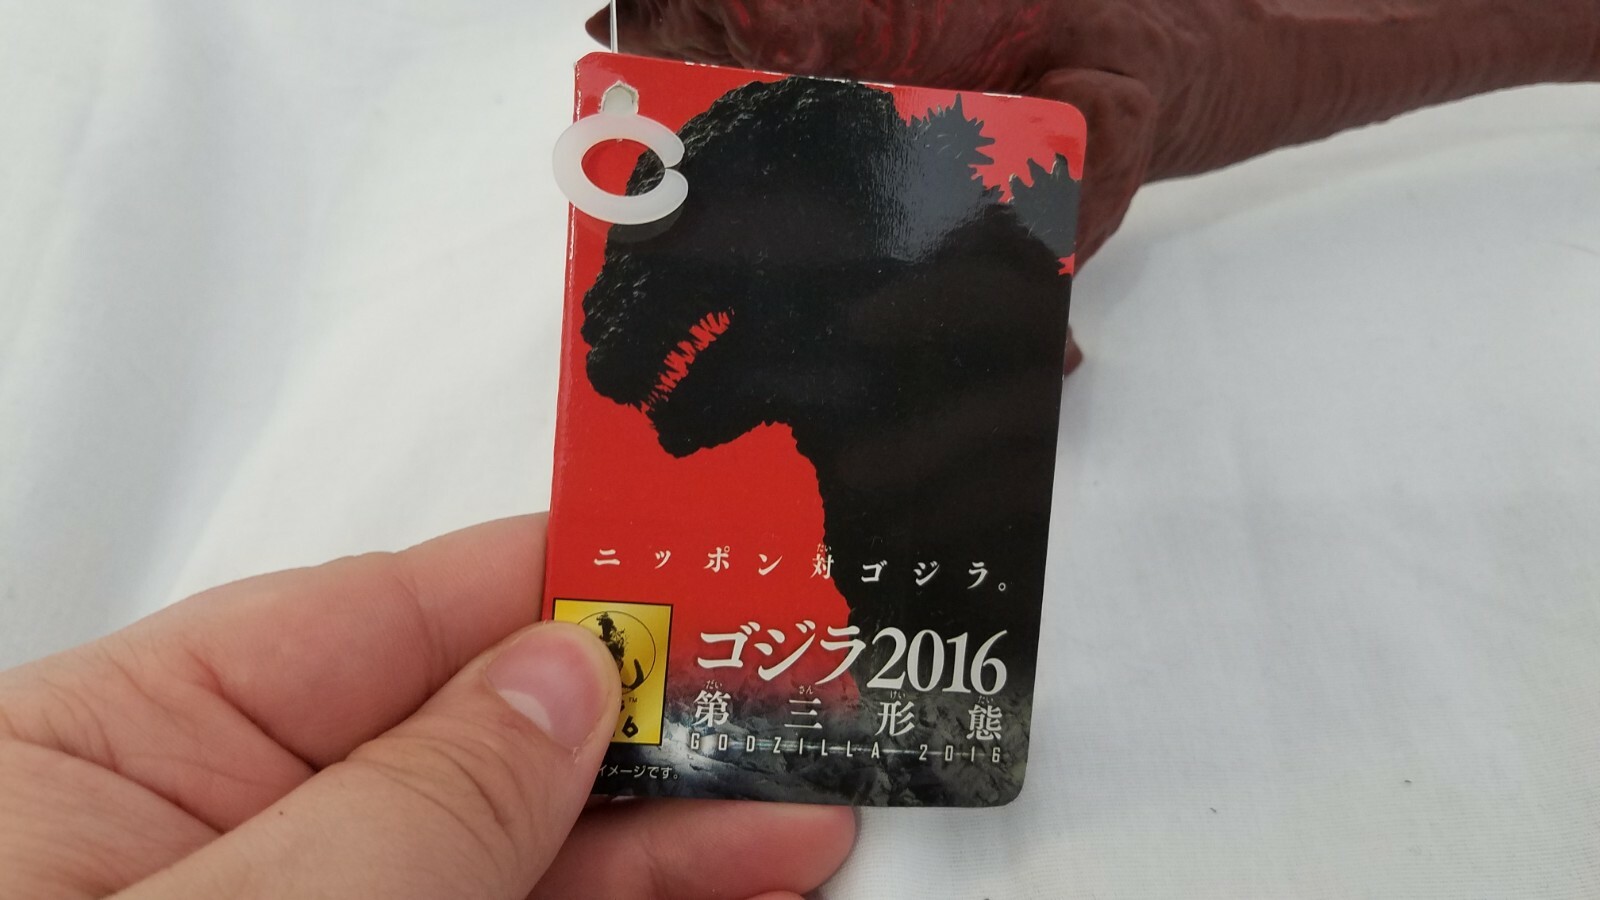 ニッポン対ゴジラ。
ゴジラ2016
第三形態
GODZILLA 2016
イメージです。